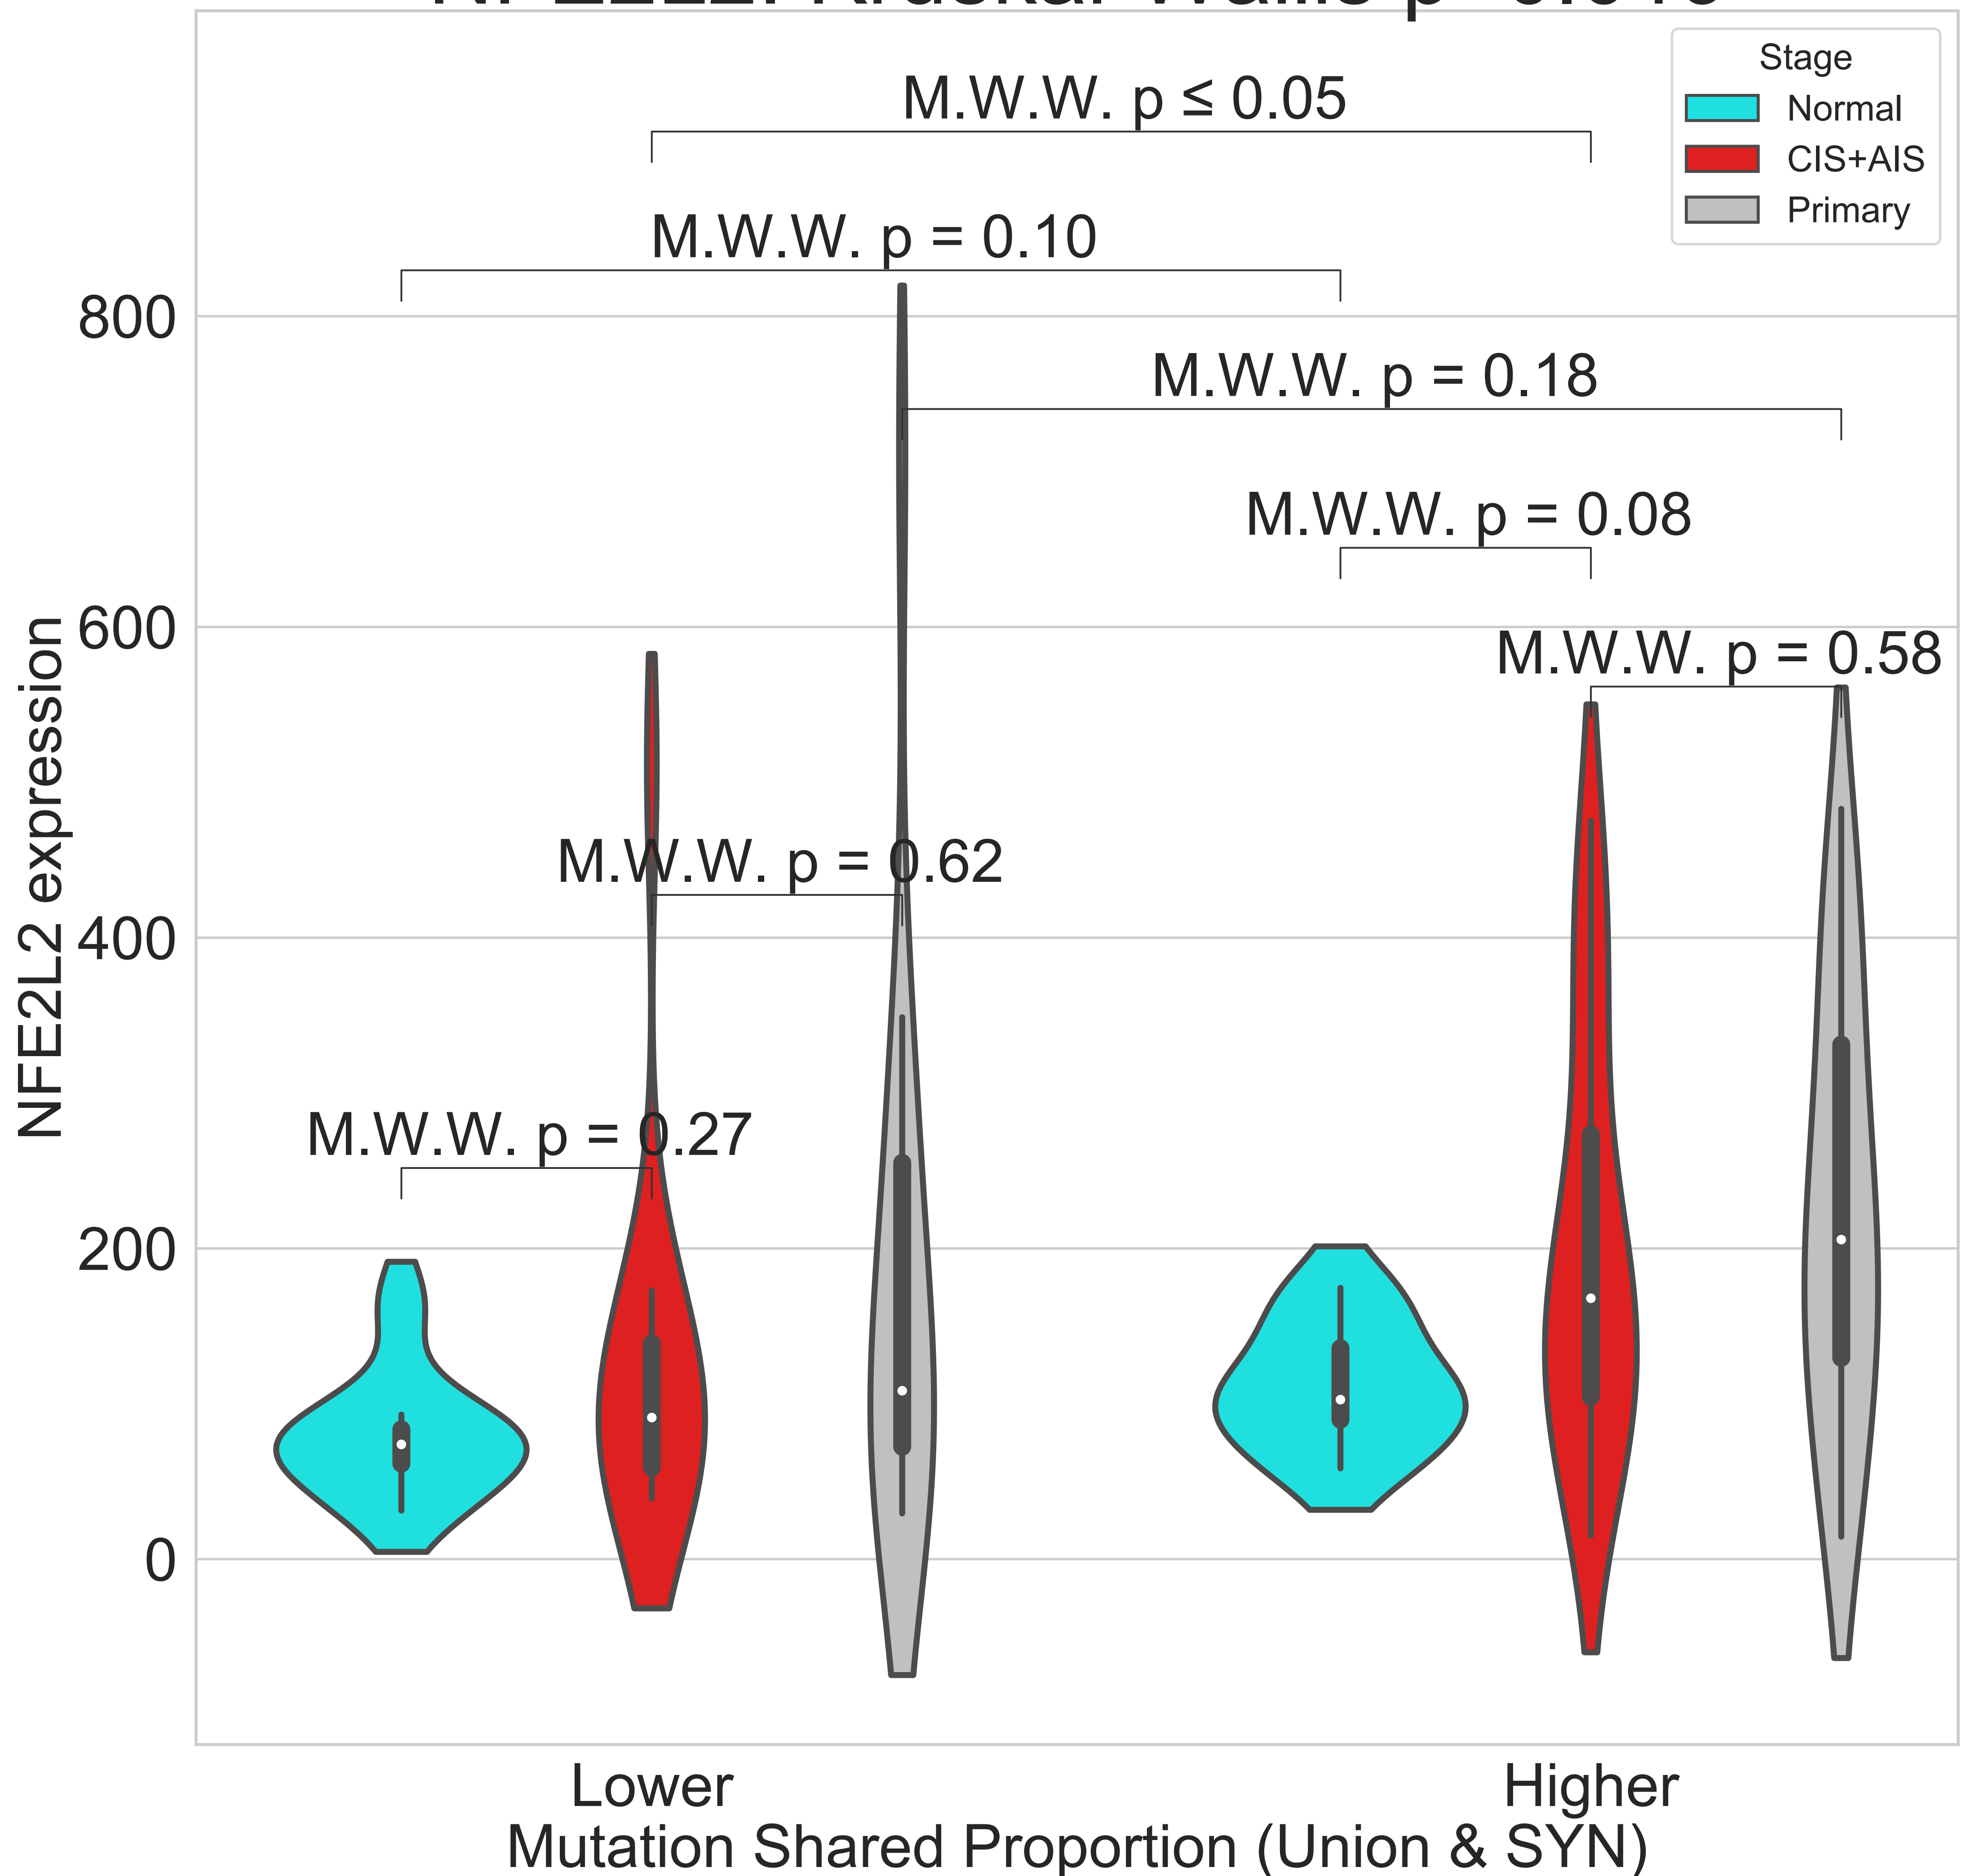 Stage
Normal
CIS+AIS
Primary
M.W.W. p ≤ 0.05
M.W.W. p = 0.10
M.W.W. p = 0.18
M.W.W. p = 0.08
M.W.W. p = 0.58
M.W.W. p = 0.62
M.W.W. p = 0.27
800
600
400
200
0
NFE2L2 expression
Lower
Higher
Mutation Shared Proportion (Union & SYN)